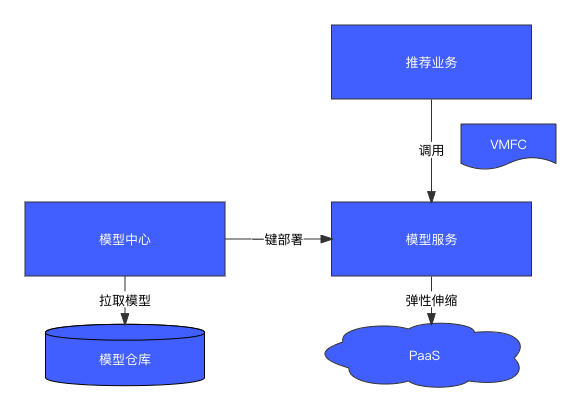 推荐业务
调用
VMFC
模型中心
一键部署
模型服务
拉取模型
弹性伸缩
模型仓库
PaaS